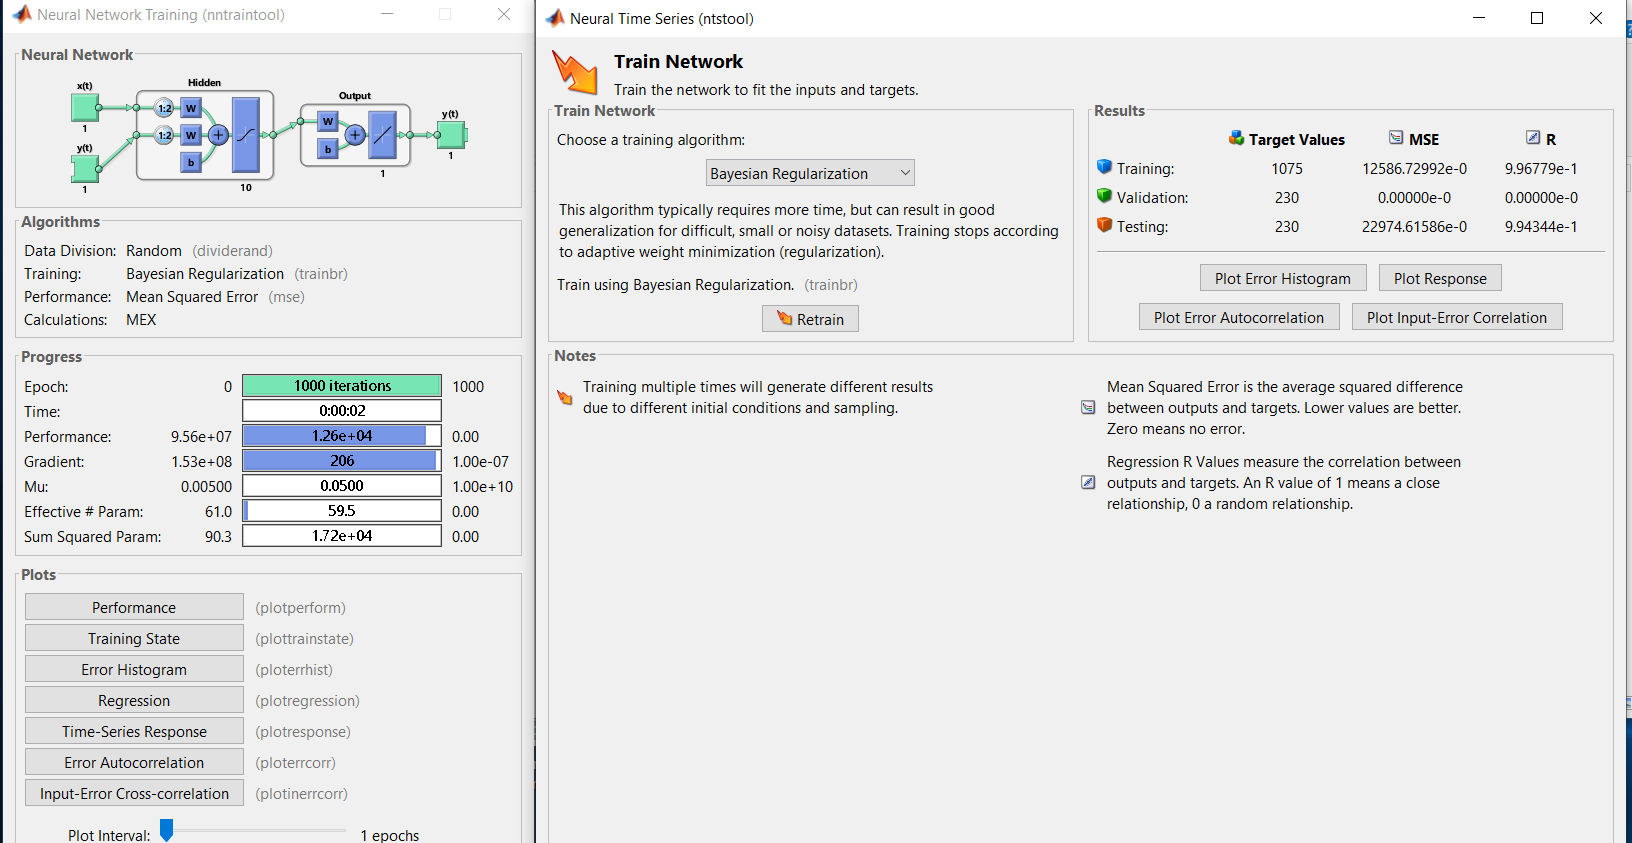 Neural Network Training (nntraintool)
Neural Network
Hidden
x(t)
1:2
W
1
Output
W
y(t)
1:2
W
+
+
b
y(t)
b
1
1
10
1
Algorithms
Data Division: Random (dividerand)
Training: Bayesian Regularization (trainbr)
Performance: Mean Squared Error (mse)
Calculations: MEX
Progress
Epoch: 0 1000 iterations 1000
Time: 0:00:02
Performance: 9.56e+07 1.26e+04 0.00
Gradient: 1.53e+08 206 1.00e-07
Mu: 0.00500 0.0500 1.00e+10
Effective # Param: 61.0 59.5 0.00
Sum Squared Param: 90.3 1.72e+04 0.00
Plots
Performance (plotperform)
Training State (plottrainstate)
Error Histogram (ploterrhist)
Regression (plotregression)
Time-Series Response (plotresponse)
Error Autocorrelation (ploterrcorr)
Input-Error Cross-correlation (plotinerrcorr)
Plot Interval: 1 epochs
Neural Time Series (ntstool)
Train Network
Train the network to fit the inputs and targets.
Train Network
Choose a training algorithm:
Bayesian Regularization
This algorithm typically requires more time, but can result in good
generalization for difficult, small or noisy datasets. Training stops according
to adaptive weight minimization (regularization).
Train using Bayesian Regularization. (trainbr)
Retrain
Results
Target Values MSE R
Training: 1075 12586.72992e-0 9.96779e-1
Validation: 230 0.00000e-0 0.00000e-0
Testing: 230 22974.61586e-0 9.94344e-1
Plot Error Histogram Plot Response
Plot Error Autocorrelation Plot Input-Error Correlation
Notes
Training multiple times will generate different results
due to different initial conditions and sampling.
Mean Squared Error is the average squared difference
between outputs and targets. Lower values are better.
Zero means no error.
Regression R Values measure the correlation between
outputs and targets. An R value of 1 means a close
relationship, 0 a random relationship.